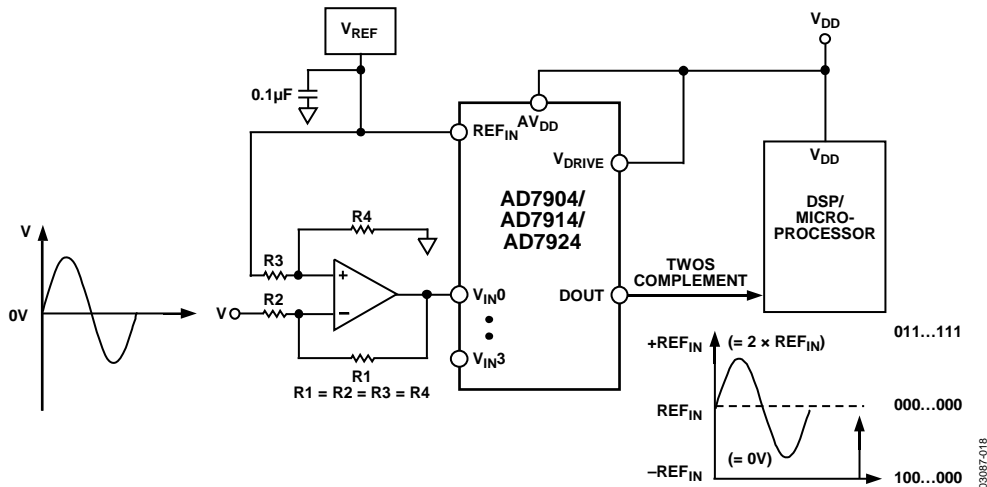 V_REF
0.1µF
V_DD
AV_DD
REF_IN
V_DRIVE
V_DD
DSP/
MICRO-
PROCESSOR
AD7904/
AD7914/
AD7924
R4
R3
+
V
0V
V
R2
−
V_IN0
V_IN3
R1
R1 = R2 = R3 = R4
DOUT
TWOS
COMPLEMENT
+REF_IN (= 2 × REF_IN) 011…111
REF_IN 000…000
(= 0V)
−REF_IN 100…000
03087-018